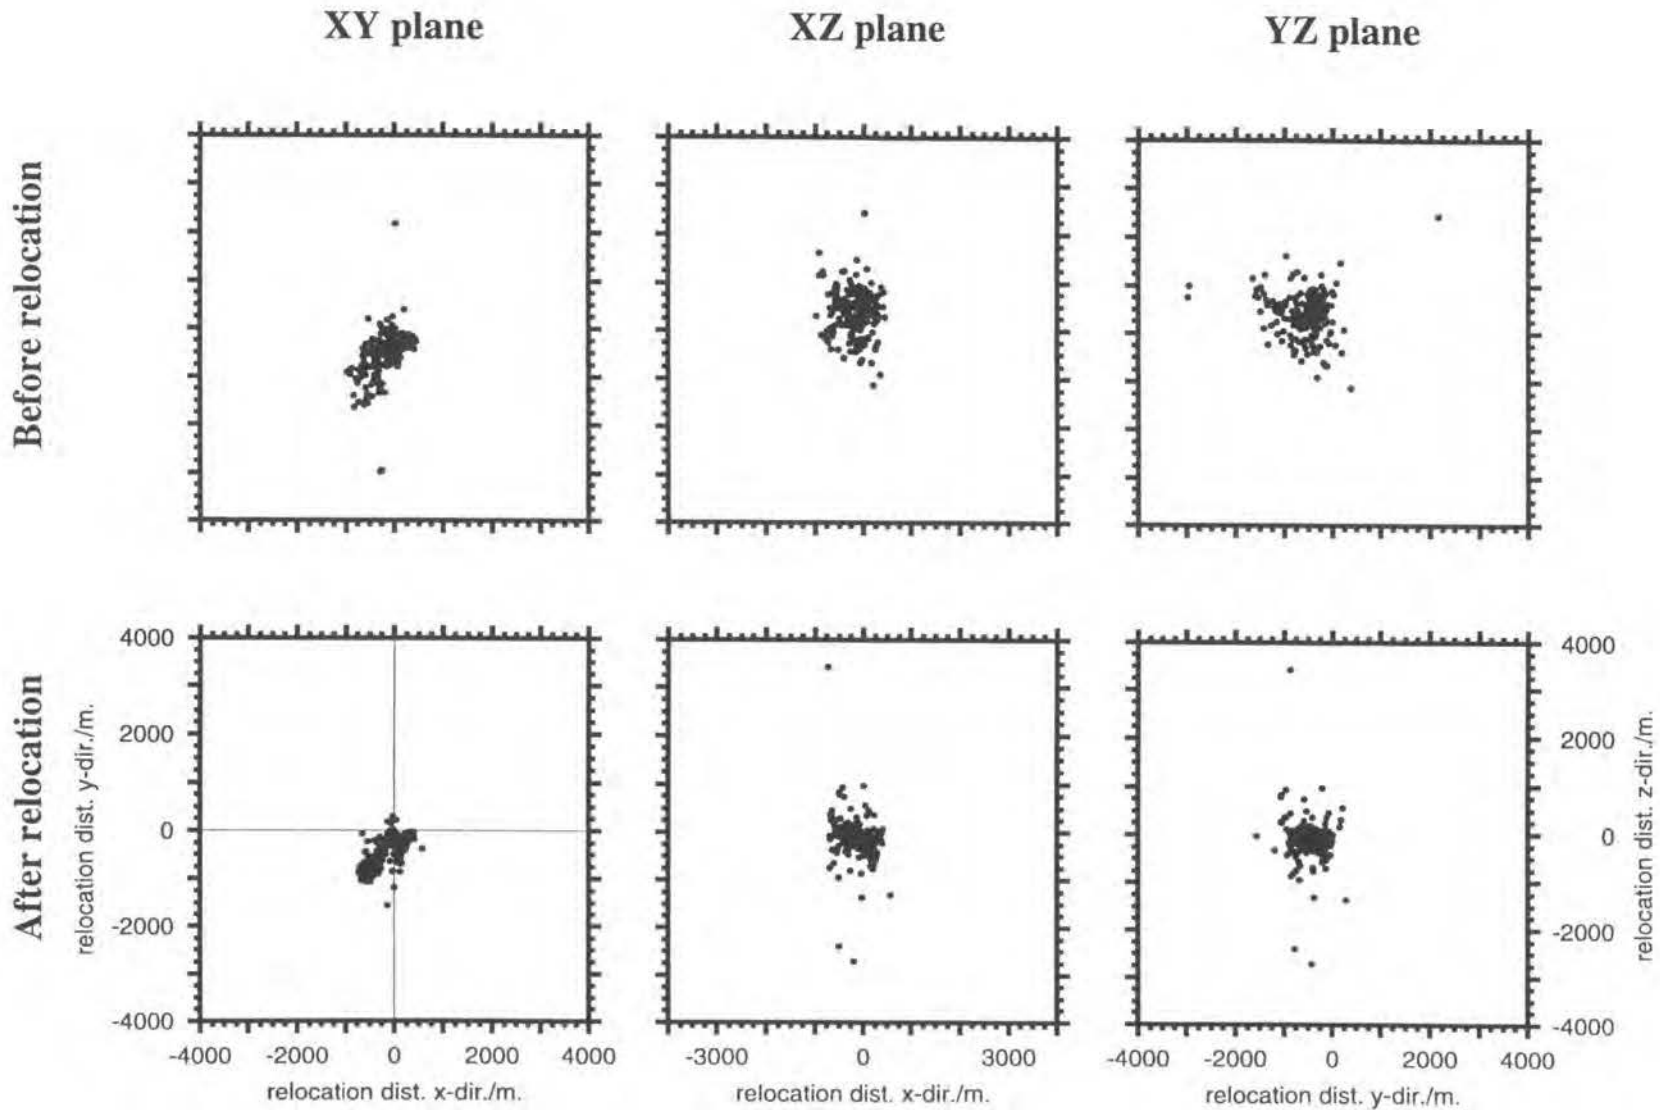 XY plane
XZ plane
YZ plane
Before relocation
After relocation
relocation dist. y-dir./m.
4000
2000
0
-2000
-4000
4000
2000
0
-2000
-4000
relocation dist. z-dir./m.
-4000 -2000 0 2000 4000
-3000 0 3000
-4000 -2000 0 2000 4000
relocation dist. x-dir./m.
relocation dist. x-dir./m.
relocation dist. y-dir./m.